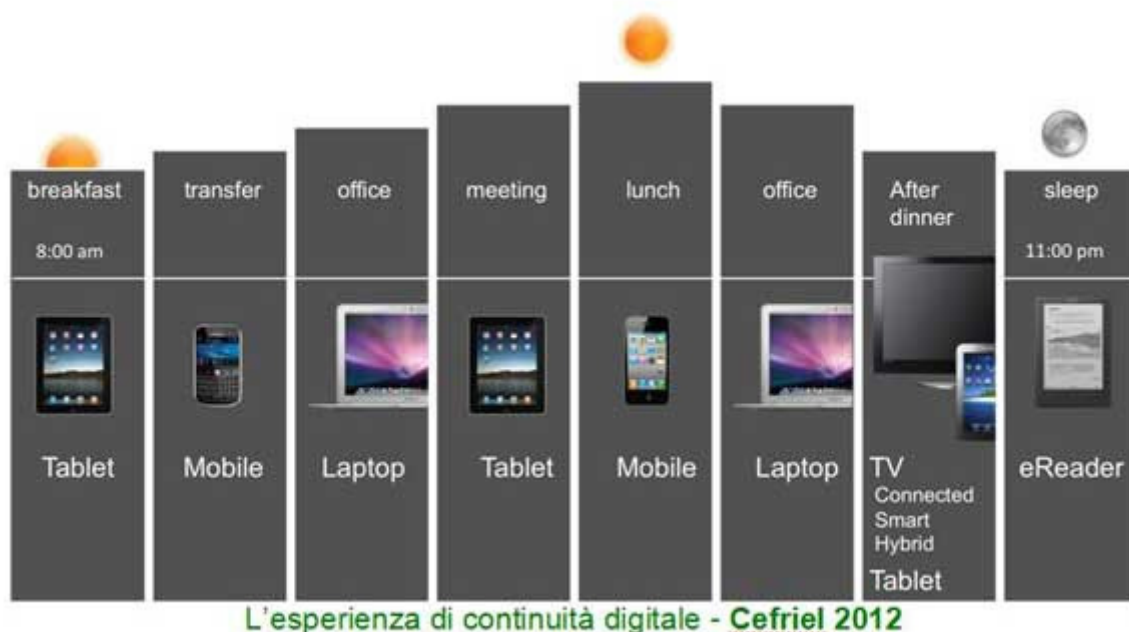 breakfast
8:00 am
Tablet
transfer
Mobile
office
Laptop
meeting
Tablet
lunch
Mobile
office
Laptop
After
dinner
TV
Connected
Smart
Hybrid
Tablet
sleep
11:00 pm
eReader
L'esperienza di continuità digitale - Cefriel 2012